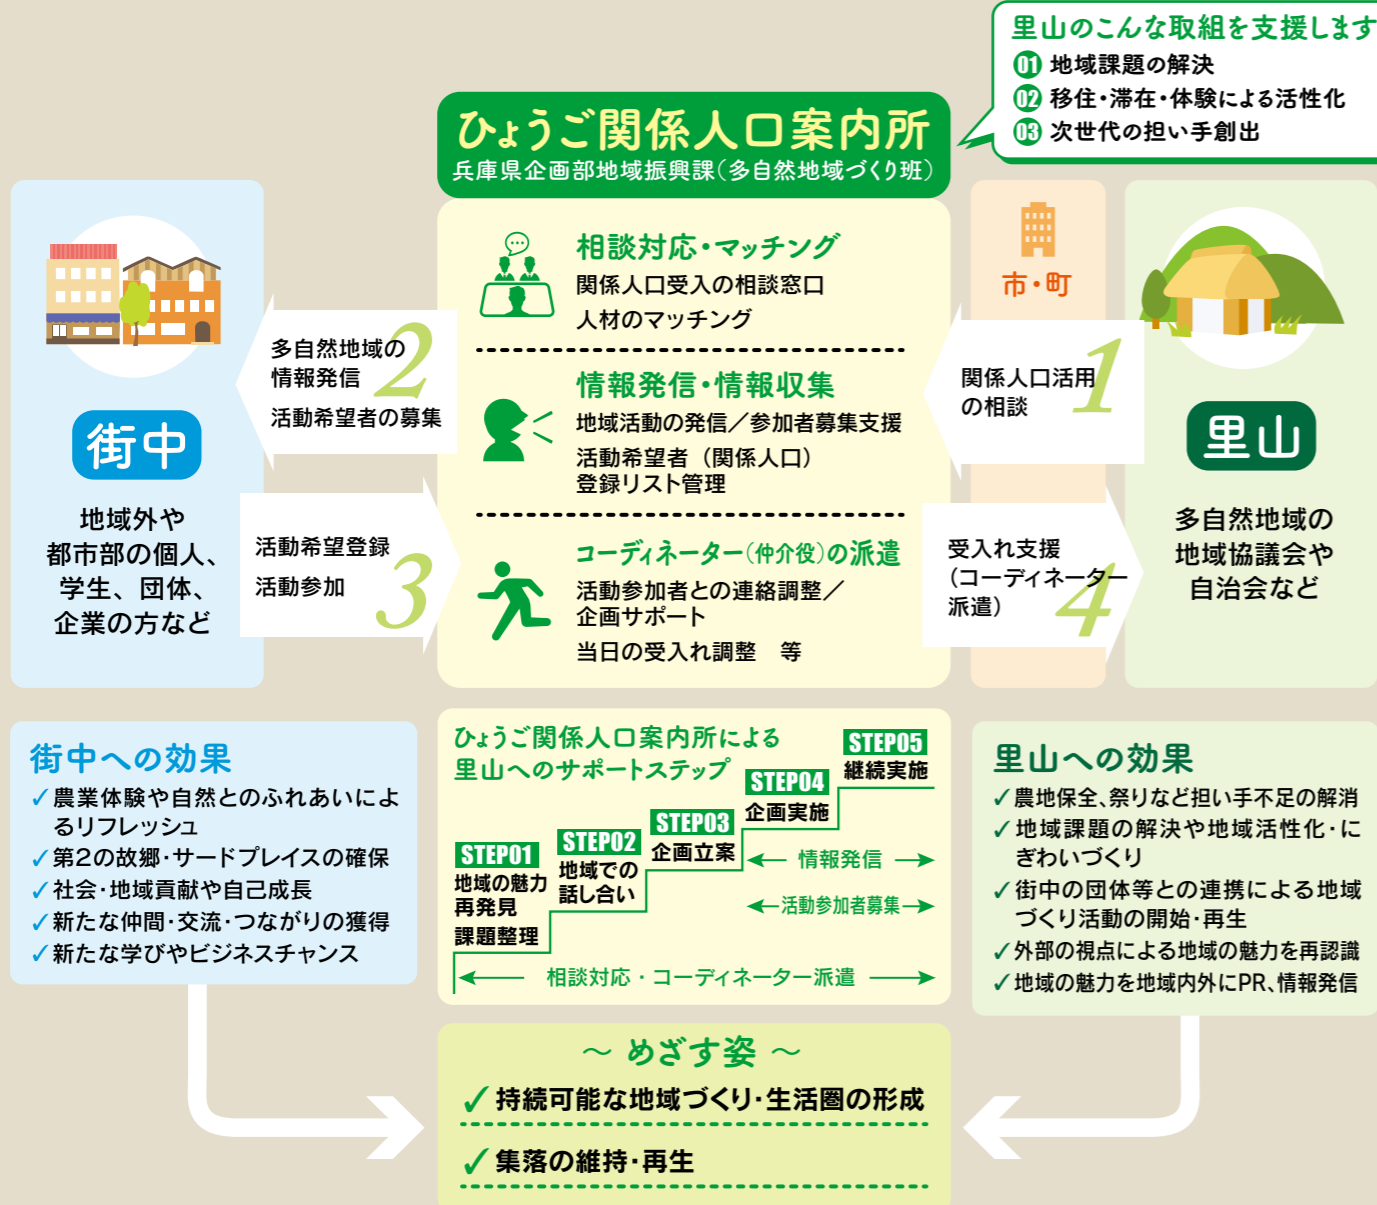 里山のこんな取組を支援します
01 地域課題の解決
02 移住・滞在・体験による活性化
03 次世代の担い手創出
ひょうご関係人口案内所
兵庫県企画部地域振興課（多自然地域づくり班）
街中
地域外や
都市部の個人、
学生、団体、
企業の方など
多自然地域の
情報発信
活動希望者の募集
2
活動希望登録
活動参加
3
相談対応・マッチング
関係人口受入の相談窓口
人材のマッチング
情報発信・情報収集
地域活動の発信／参加者募集支援
活動希望者（関係人口）
登録リスト管理
コーディネーター（仲介役）の派遣
活動参加者との連絡調整／
企画サポート
当日の受入れ調整　等
市・町
関係人口活用
の相談
1
受入れ支援
（コーディネーター
派遣）
4
里山
多自然地域の
地域協議会や
自治会など
街中への効果
✓農業体験や自然とのふれあいによ
るリフレッシュ
✓第2の故郷・サードプレイスの確保
✓社会・地域貢献や自己成長
✓新たな仲間・交流・つながりの獲得
✓新たな学びやビジネスチャンス
ひょうご関係人口案内所による
里山へのサポートステップ
STEP01
地域の魅力
再発見
課題整理
STEP02
地域での
話し合い
STEP03
企画立案
STEP04
企画実施
STEP05
継続実施
情報発信
活動参加者募集
相談対応・コーディネーター派遣
里山への効果
✓農地保全、祭りなど担い手不足の解消
✓地域課題の解決や地域活性化・に
ぎわいづくり
✓街中の団体等との連携による地域
づくり活動の開始・再生
✓外部の視点による地域の魅力を再認識
✓地域の魅力を地域内外にPR、情報発信
～ めざす姿 ～
✓持続可能な地域づくり・生活圏の形成
✓集落の維持・再生